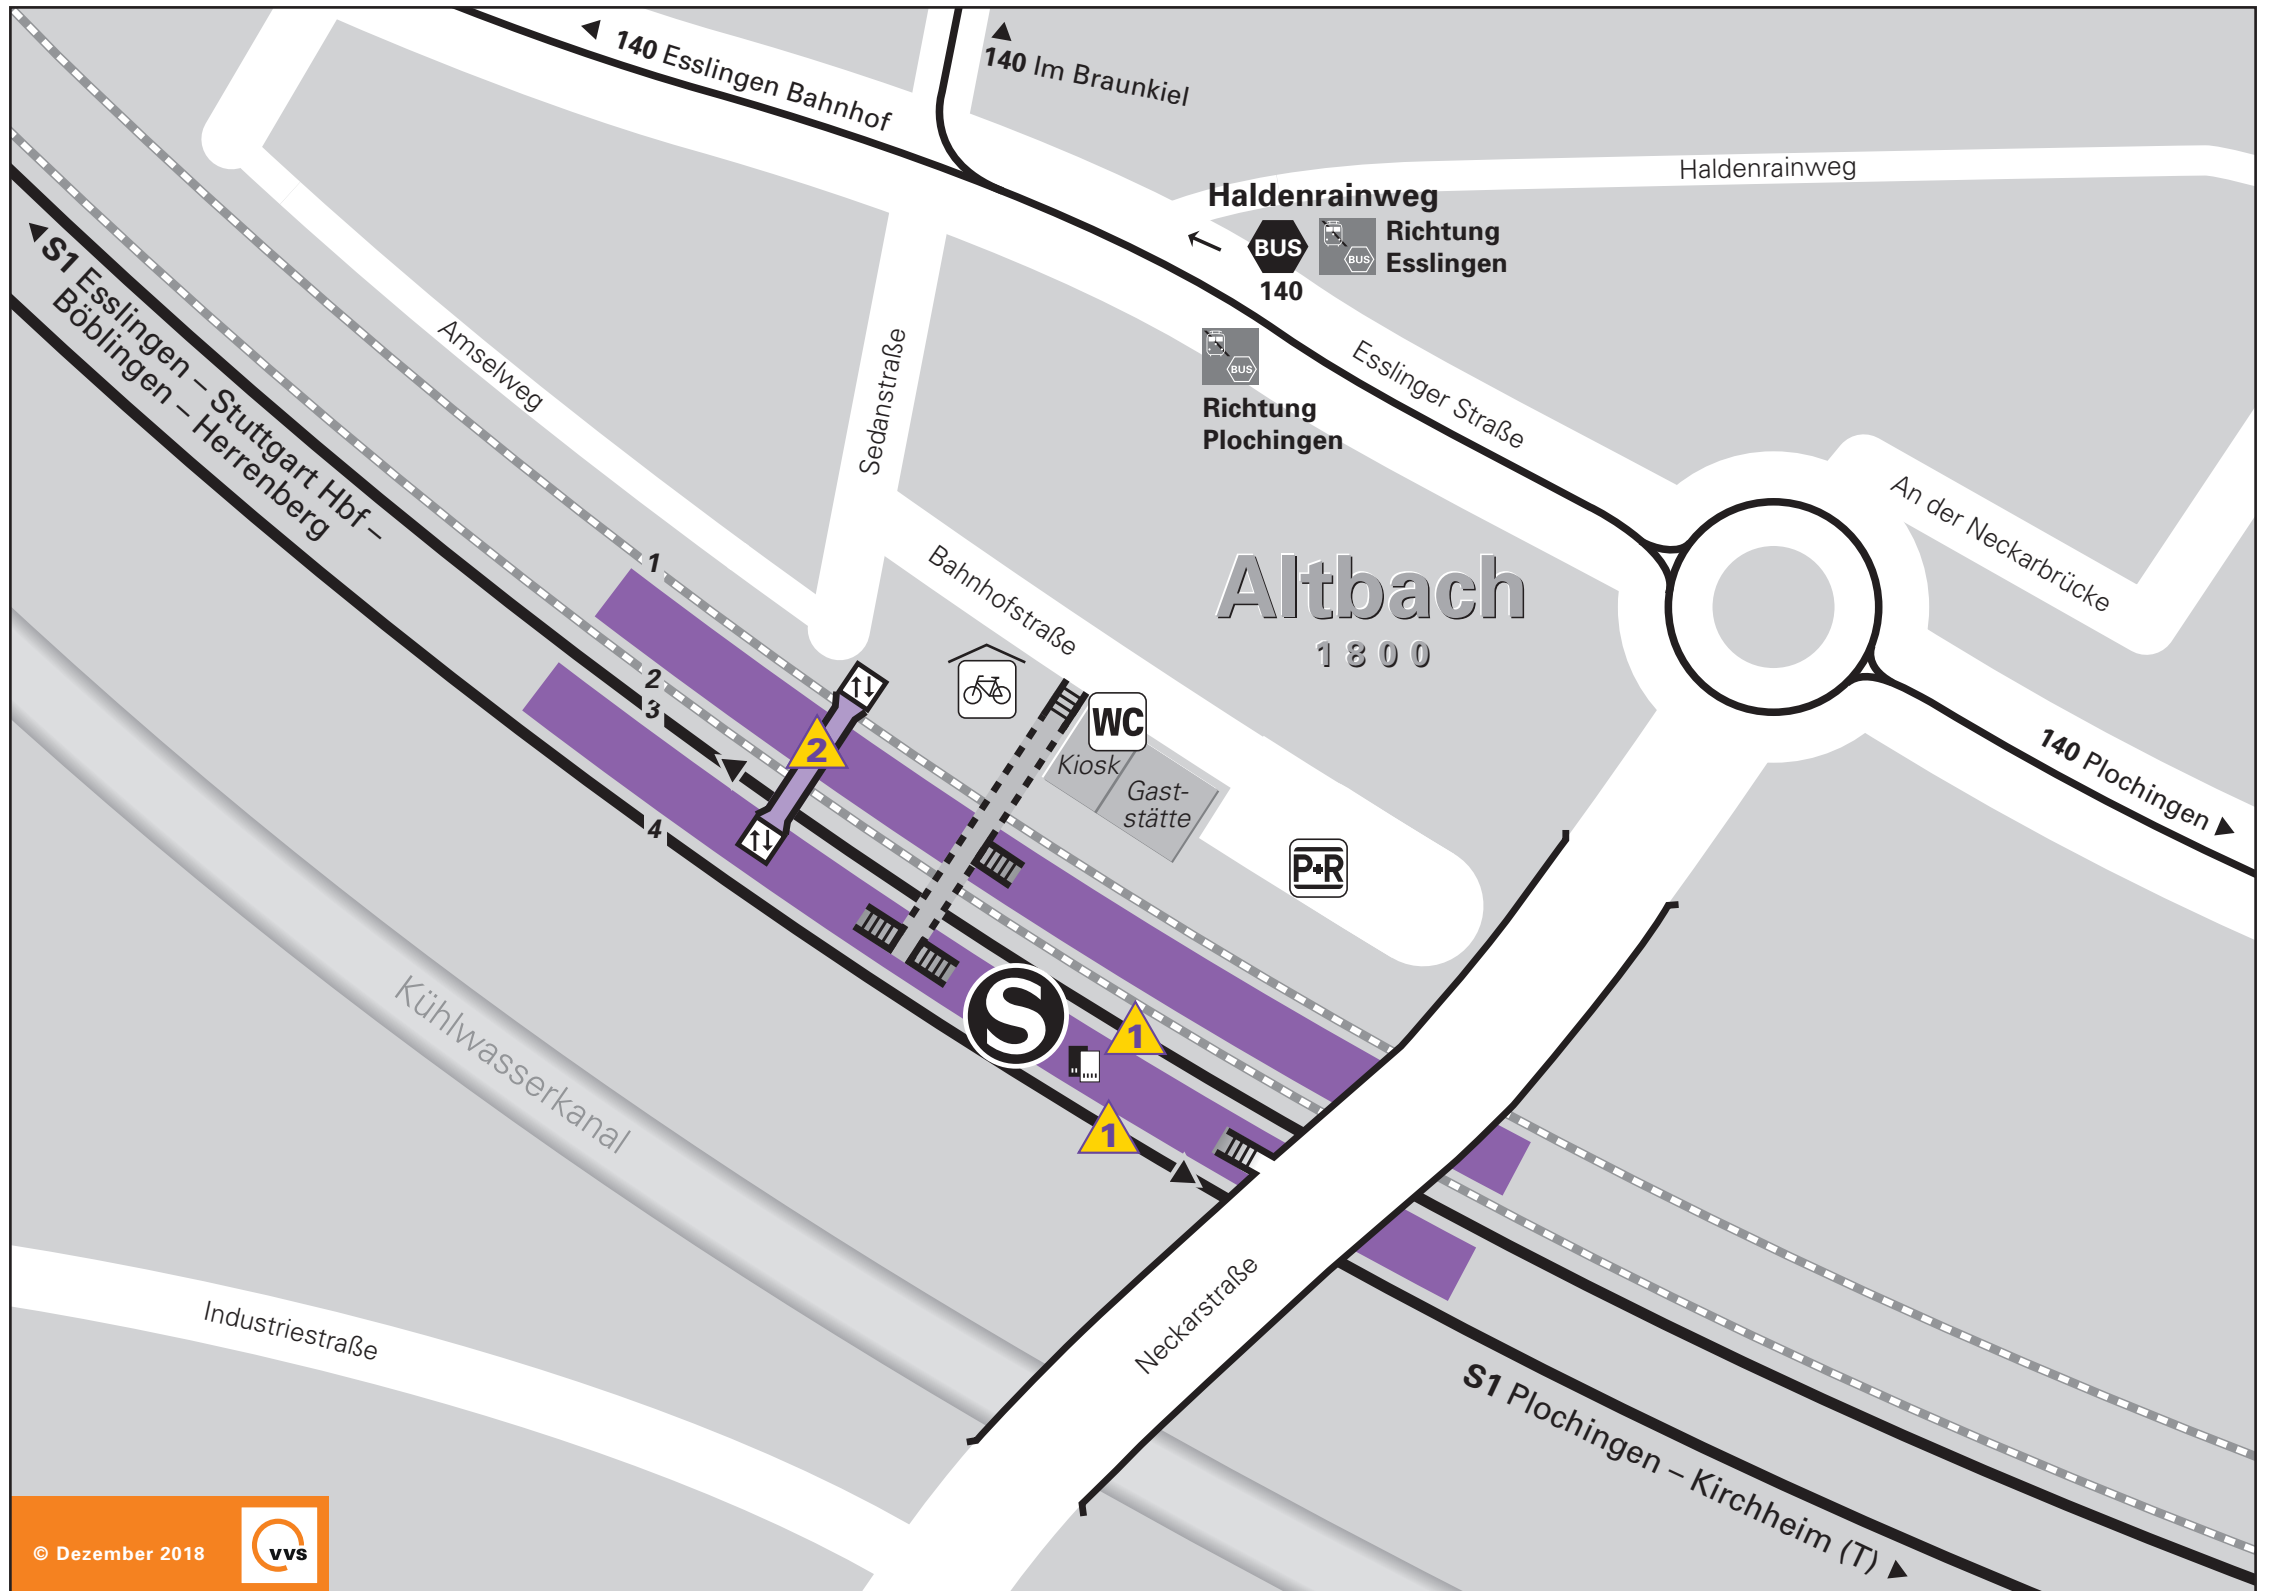 140 Esslingen Bahnhof
140 Im Braunkiel
Haldenrainweg
Haldenrainweg
BUS
140
BUS
Richtung
Esslingen
BUS
Richtung
Plochingen
S1 Esslingen – Stuttgart Hbf –
Böblingen – Herrenberg
Amselweg
Sedanstraße
Esslinger Straße
An der Neckarbrücke
Bahnhofstraße
Altbach
1800
1
2
3
4
2
WC
Kiosk
Gast-
stätte
P+R
140 Plochingen
S
1
1
Kühlwasserkanal
Neckarstraße
Industriestraße
S1 Plochingen – Kirchheim (T)
© Dezember 2018
vvs